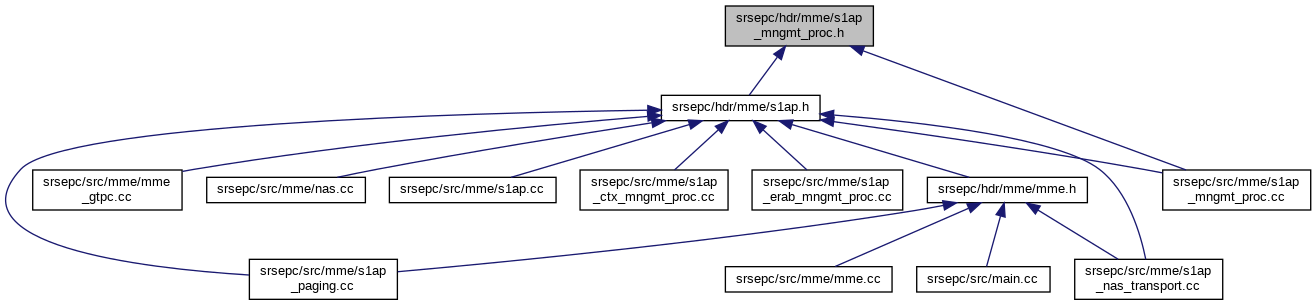 srsepc/hdr/mme/s1ap
_mngmt_proc.h
srsepc/hdr/mme/s1ap.h
srsepc/src/mme/mme
_gtpc.cc
srsepc/src/mme/nas.cc
srsepc/src/mme/s1ap.cc
srsepc/src/mme/s1ap
_ctx_mngmt_proc.cc
srsepc/src/mme/s1ap
_erab_mngmt_proc.cc
srsepc/hdr/mme/mme.h
srsepc/src/mme/s1ap
_mngmt_proc.cc
srsepc/src/mme/s1ap
_paging.cc
srsepc/src/mme/mme.cc
srsepc/src/main.cc
srsepc/src/mme/s1ap
_nas_transport.cc